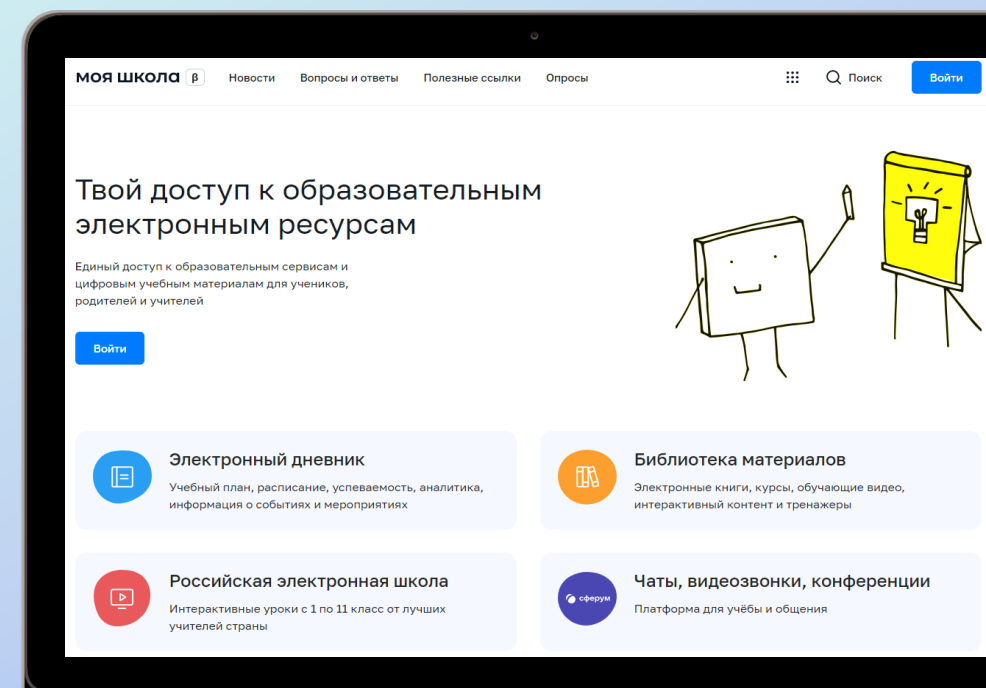 моя школа β
Новости
Вопросы и ответы
Полезные ссылки
Опросы
Поиск
Войти
Твой доступ к образовательным
электронным ресурсам
Единый доступ к образовательным сервисам и
цифровым учебным материалам для учеников,
родителей и учителей
Войти
Электронный дневник
Учебный план, расписание, успеваемость, аналитика,
информация о событиях и мероприятиях
Библиотека материалов
Электронные книги, курсы, обучающие видео,
интерактивный контент и тренажеры
Российская электронная школа
Интерактивные уроки с 1 по 11 класс от лучших
учителей страны
сферум
Чаты, видеозвонки, конференции
Платформа для учёбы и общения